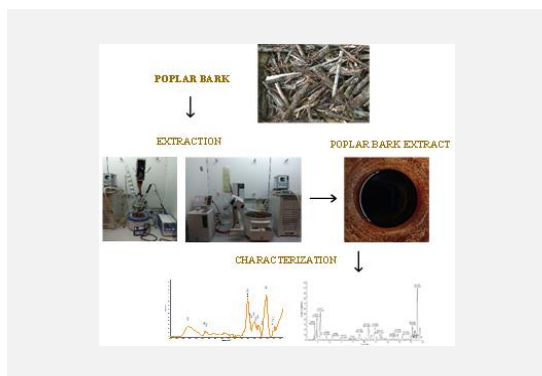 POPLAR BARK
EXTRACTION
POPLAR BARK EXTRACT
CHARACTERIZATION